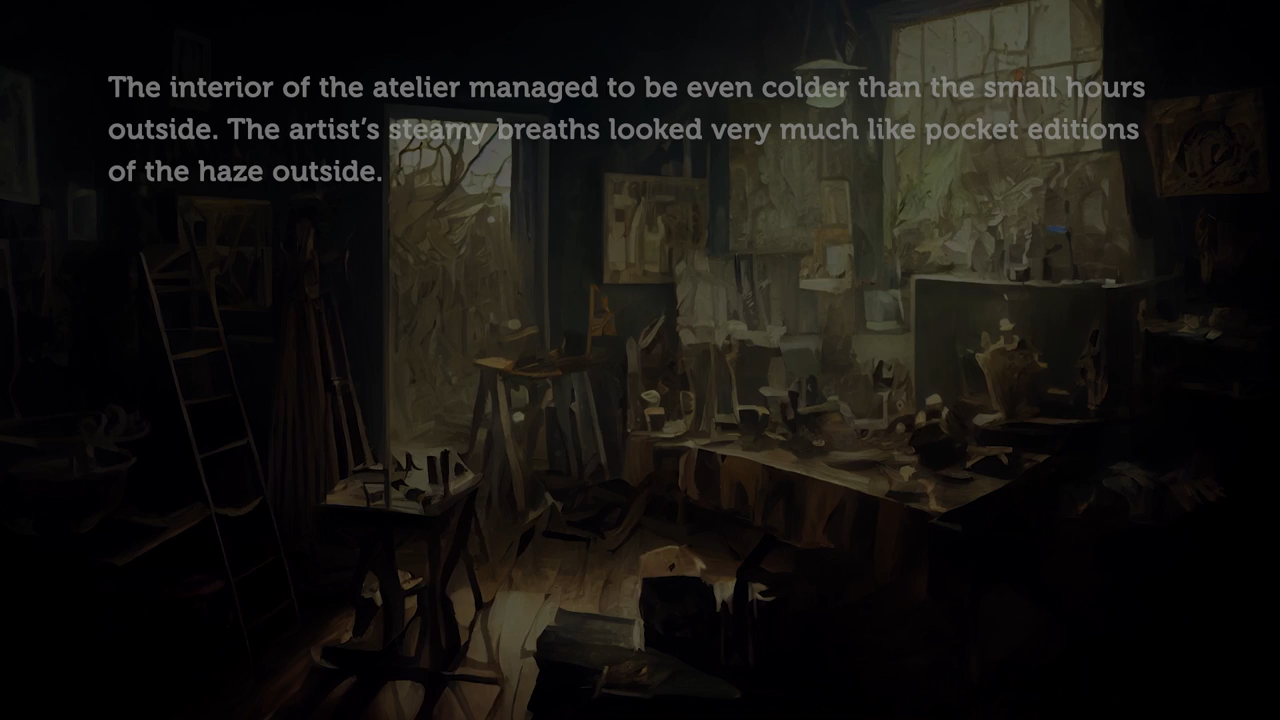 The interior of the atelier managed to be even colder than the small hours
outside. The artist’s steamy breaths looked very much like pocket editions
of the haze outside.